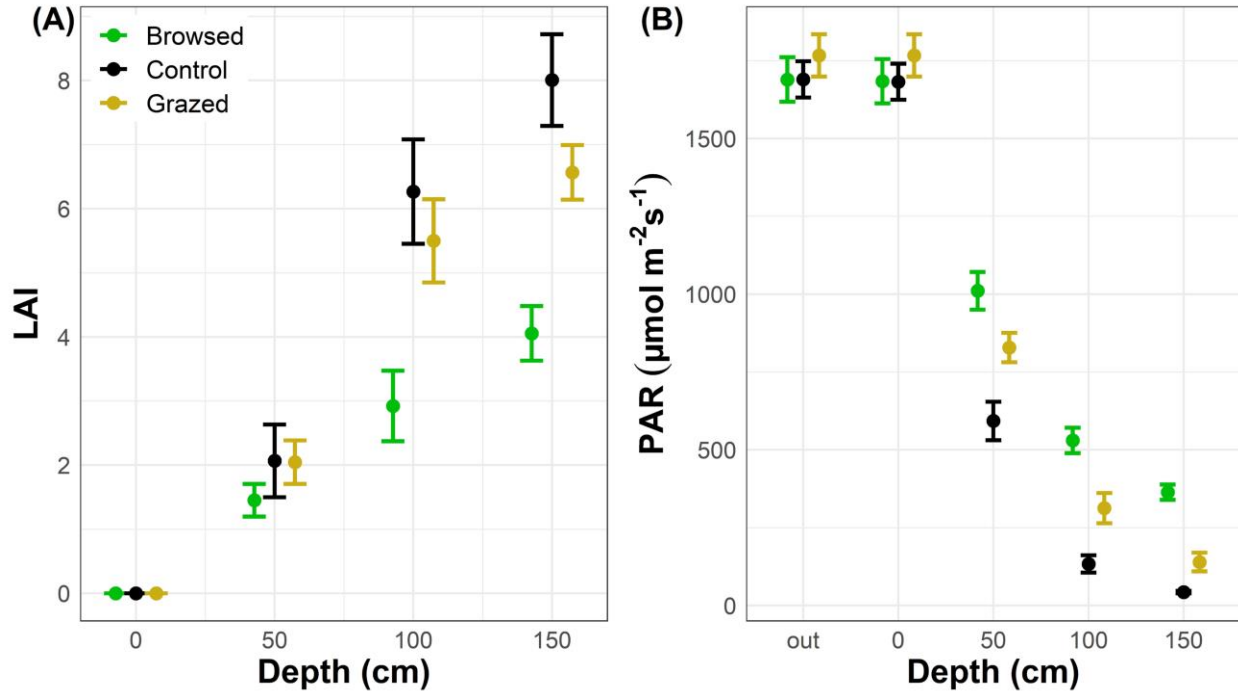 (A)
Browsed
Control
Grazed
8
6
4
2
0
LAI
0 50 100 150
Depth (cm)
(B)
1500
1000
500
0
PAR (µmol m⁻²s⁻¹)
out 0 50 100 150
Depth (cm)